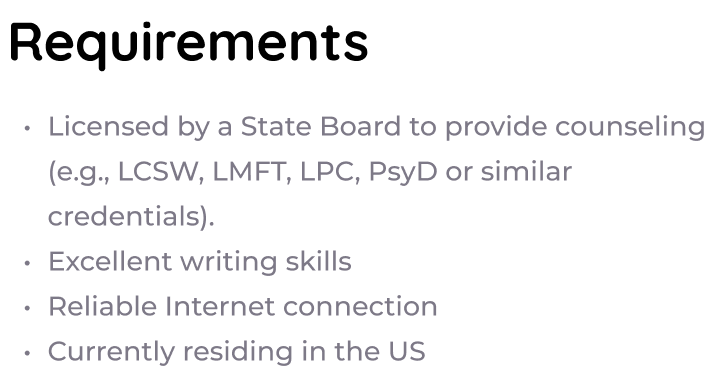 Requirements
• Licensed by a State Board to provide counseling
(e.g., LCSW, LMFT, LPC, PsyD or similar
credentials).
• Excellent writing skills
• Reliable Internet connection
• Currently residing in the US